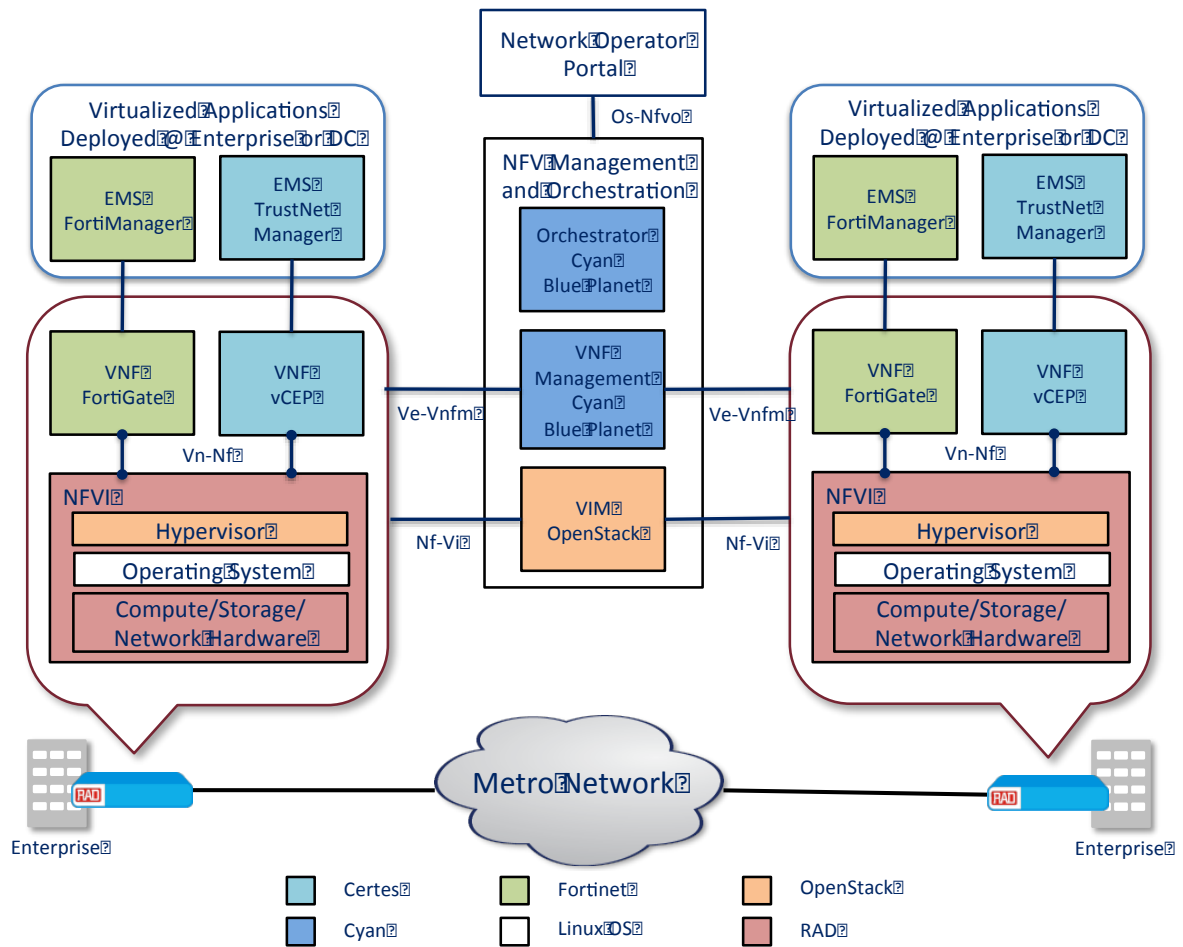 Network Operator
Portal
Os-Nfvo
Virtualized Applications
Deployed @ Enterprise or DC
EMS
FortiManager
EMS
TrustNet
Manager
VNF
FortiGate
VNF
vCEP
Vn-Nf
NFVI
Hypervisor
Operating System
Compute/Storage/
Network Hardware
Ve-Vnfm
Nf-Vi
NFV Management
and Orchestration
Orchestrator
Cyan
Blue Planet
VNF
Management
Cyan
Blue Planet
VIM
OpenStack
Ve-Vnfm
Nf-Vi
Virtualized Applications
Deployed @ Enterprise or DC
EMS
FortiManager
EMS
TrustNet
Manager
VNF
FortiGate
VNF
vCEP
Vn-Nf
NFVI
Hypervisor
Operating System
Compute/Storage/
Network Hardware
RAD
Enterprise
Metro Network
RAD
Enterprise
Certes
Fortinet
OpenStack
Cyan
Linux OS
RAD